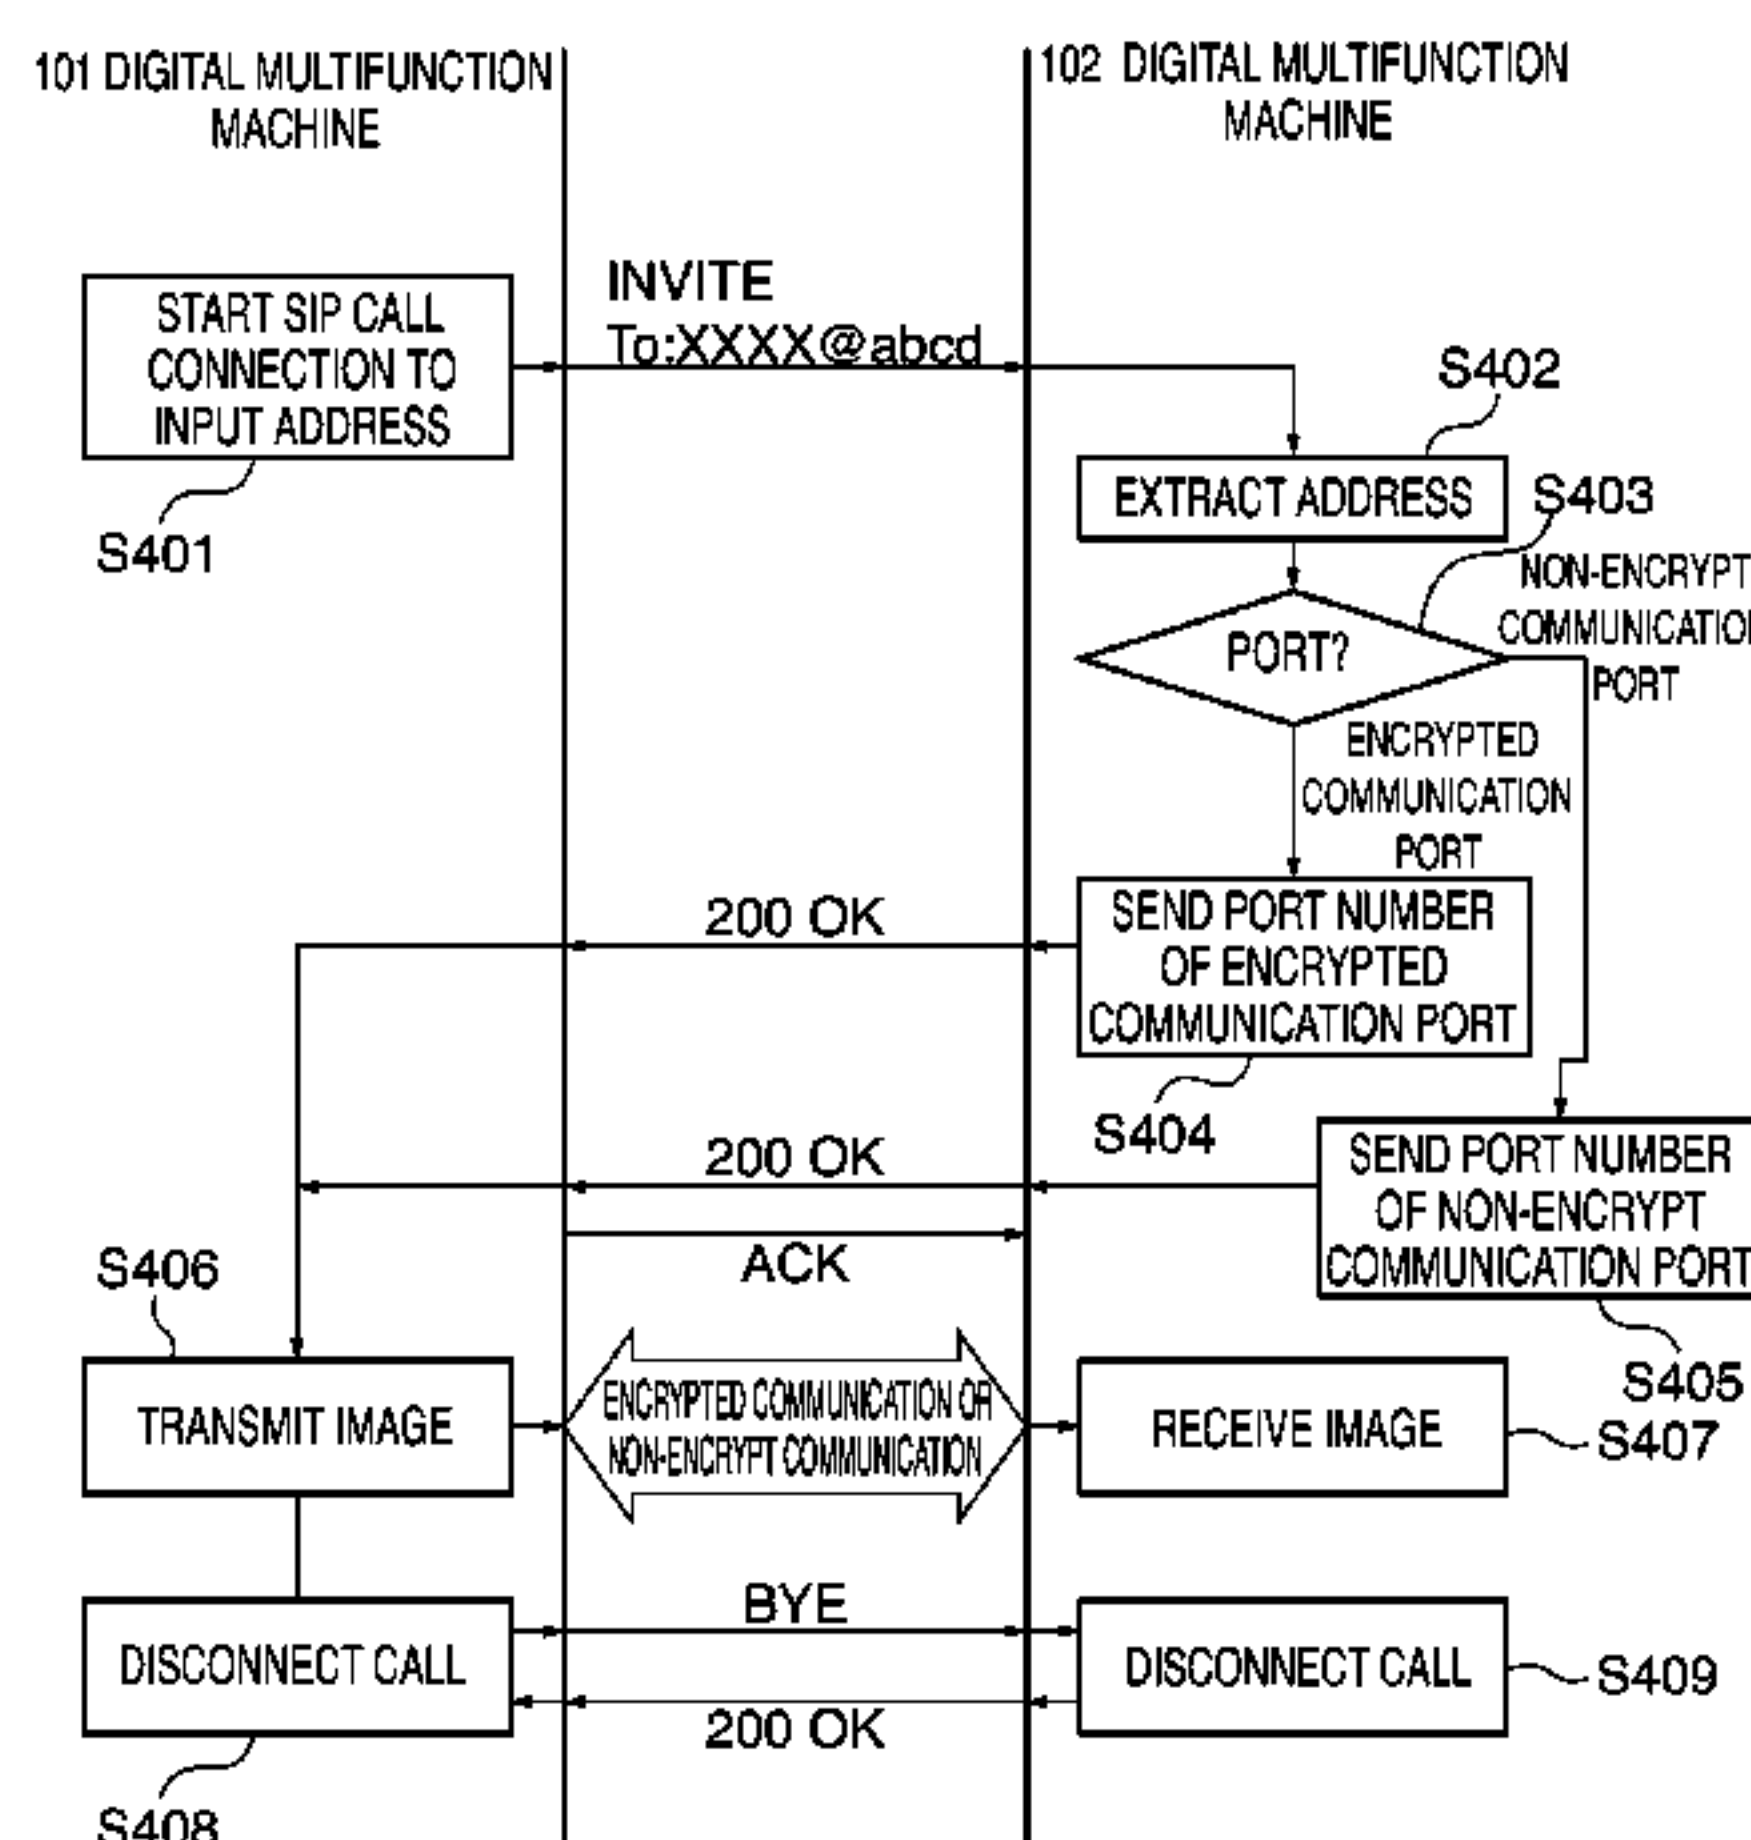 101 DIGITAL MULTIFUNCTION
MACHINE
102 DIGITAL MULTIFUNCTION
MACHINE
START SIP CALL
CONNECTION TO
INPUT ADDRESS
S401
INVITE
To:XXXX@abcd
S402
EXTRACT ADDRESS
S403
PORT?
NON-ENCRYPT
COMMUNICATIO
PORT
ENCRYPTED
COMMUNICATION
PORT
200 OK
SEND PORT NUMBER
OF ENCRYPTED
COMMUNICATION PORT
S404
200 OK
SEND PORT NUMBER
OF NON-ENCRYPT
COMMUNICATION PORT
S405
ACK
S406
TRANSMIT IMAGE
ENCRYPTED COMMUNICATION OR
NON-ENCRYPT COMMUNICATION
RECEIVE IMAGE
S407
DISCONNECT CALL
BYE
200 OK
DISCONNECT CALL
S409
S408